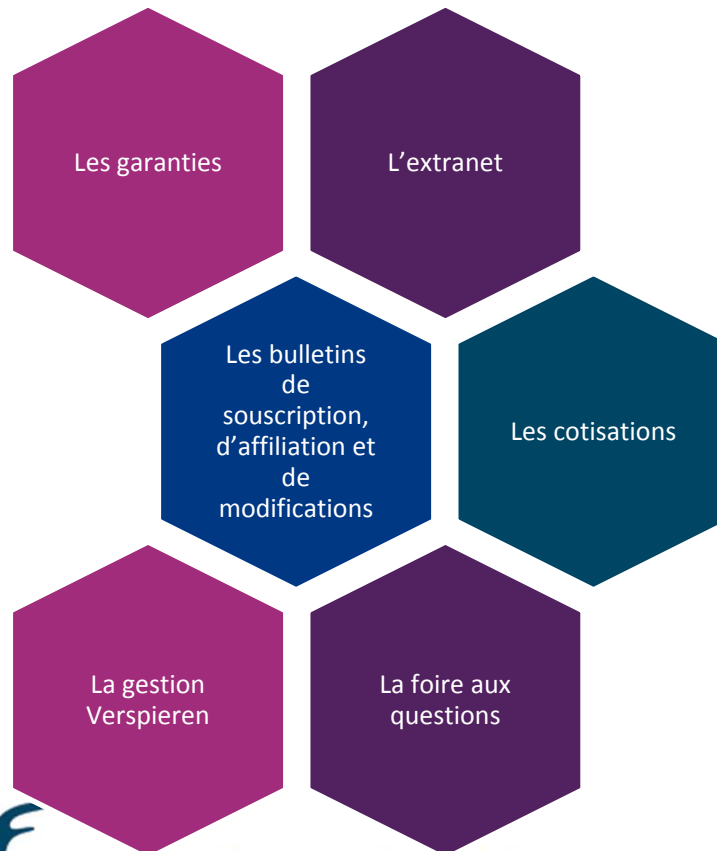 Les garanties
L’extranet
Les bulletins
de
souscription,
d’affiliation et
de
modifications
Les cotisations
La gestion
Verspieren
La foire aux
questions